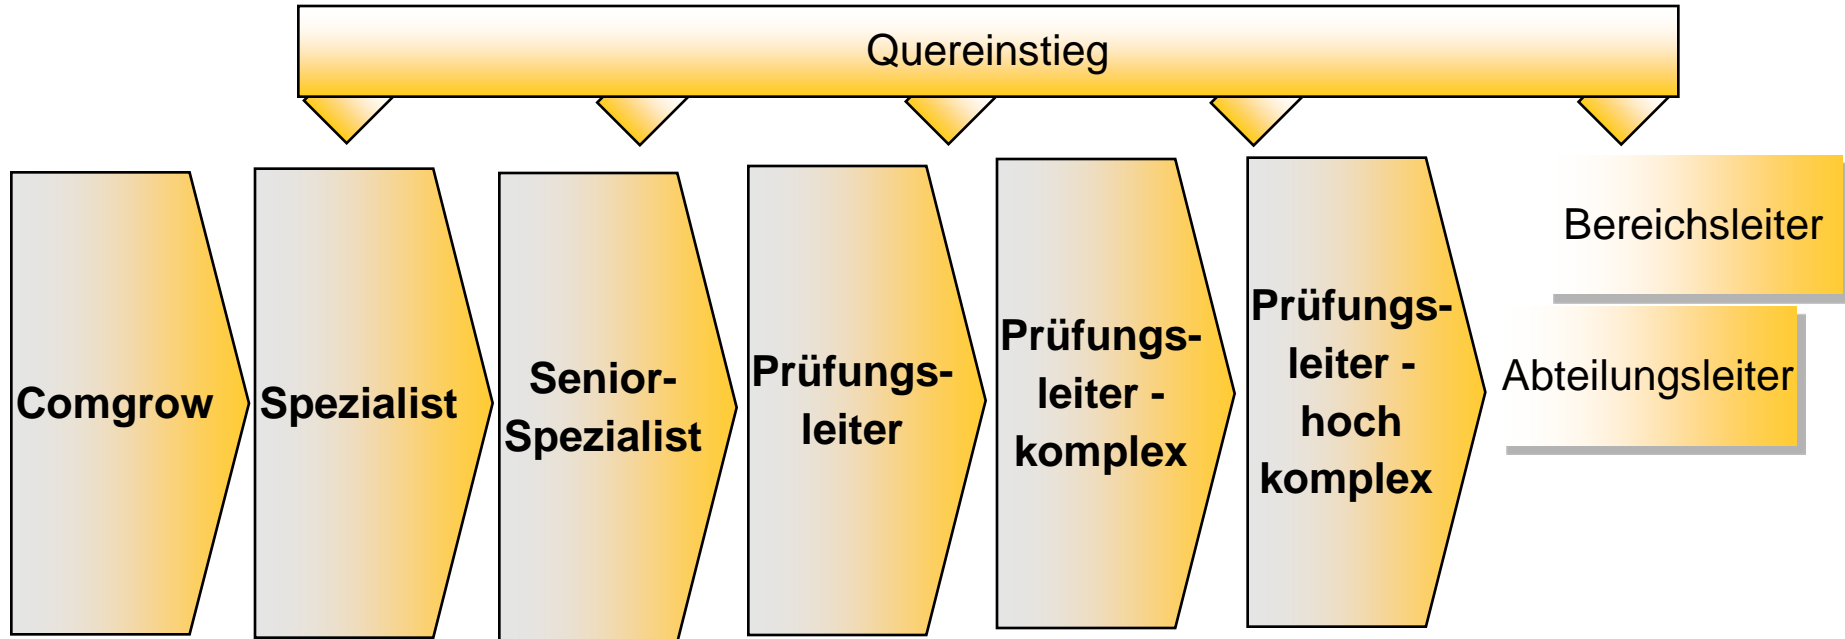 Quereinstieg
Comgrow
Spezialist
Senior-
Spezialist
Prüfungs-
leiter
Prüfungs-
leiter -
komplex
Prüfungs-
leiter -
hoch
komplex
Bereichsleiter
Abteilungsleiter